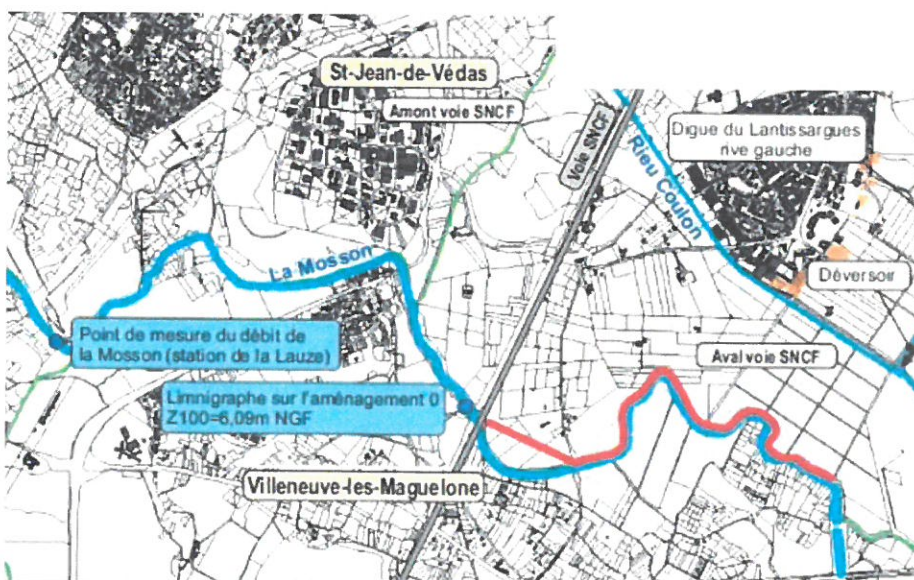 St-Jean-de-Védas
Amont voie SNCF
Voie SNCF
Rieu Coulon
Digue du Lantissargues
rive gauche
La Mosson
Déversoir
Point de mesure du débit de
la Mosson (station de la Lauze)
Aval voie SNCF
Limnigraphe sur l'aménagement 0
Z100=6,09m NGF
Villeneuve-les-Maguelone